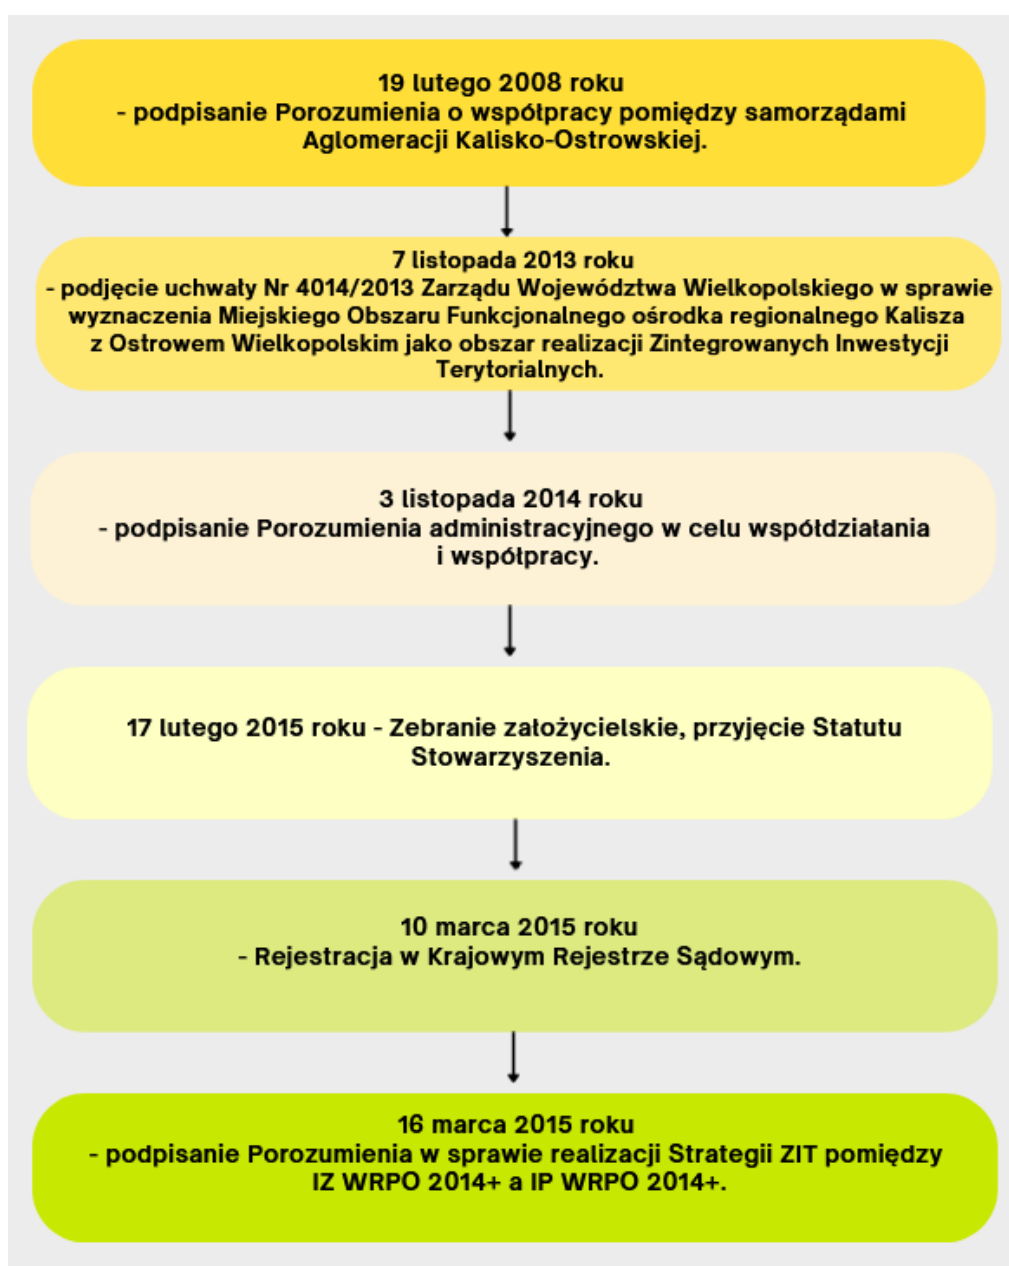 19 lutego 2008 roku
- podpisanie Porozumienia o współpracy pomiędzy samorządami
Aglomeracji Kalisko-Ostrowskiej.
7 listopada 2013 roku
- podjęcie uchwały Nr 4014/2013 Zarządu Województwa Wielkopolskiego w sprawie
wyznaczenia Miejskiego Obszaru Funkcjonalnego ośrodka regionalnego Kalisza
z Ostrowem Wielkopolskim jako obszar realizacji Zintegrowanych Inwestycji
Terytorialnych.
3 listopada 2014 roku
- podpisanie Porozumienia administracyjnego w celu współdziałania
i współpracy.
17 lutego 2015 roku - Zebranie założycielskie, przyjęcie Statutu
Stowarzyszenia.
10 marca 2015 roku
- Rejestracja w Krajowym Rejestrze Sądowym.
16 marca 2015 roku
- podpisanie Porozumienia w sprawie realizacji Strategii ZIT pomiędzy
IZ WRPO 2014+ a IP WRPO 2014+.